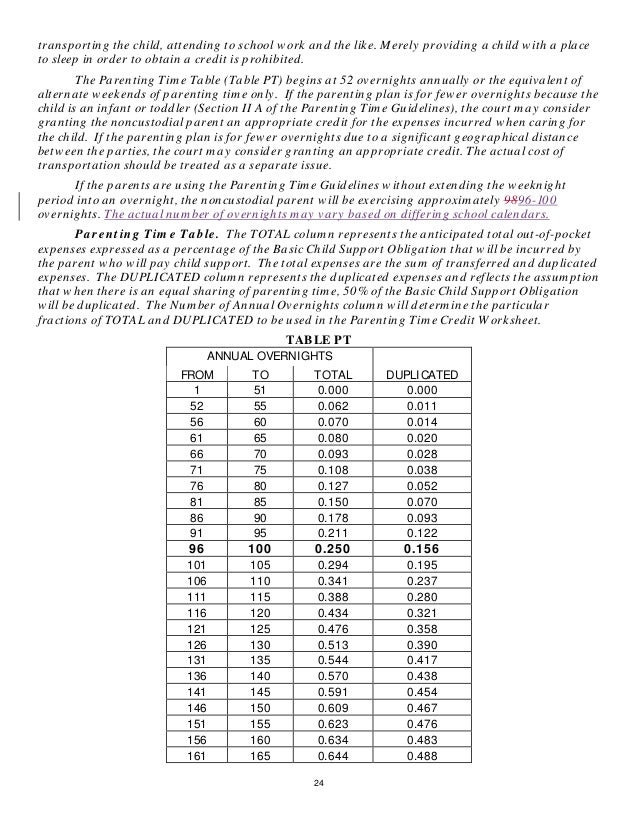 transporting the child, attending to school work and the like. Merely providing a child with a place
to sleep in order to obtain a credit is prohibited.
The Parenting Time Table (Table PT) begins at 52 overnights annually or the equivalent of
alternate weekends of parenting time only. If the parenting plan is for fewer overnights because the
child is an infant or toddler (Section II A of the Parenting Time Guidelines), the court may consider
granting the noncustodial parent an appropriate credit for the expenses incurred when caring for
the child. If the parenting plan is for fewer overnights due to a significant geographical distance
between the parties, the court may consider granting an appropriate credit. The actual cost of
transportation should be treated as a separate issue.
If the parents are using the Parenting Time Guidelines without extending the weeknight
period into an overnight, the noncustodial parent will be exercising approximately 9896-100
overnights. The actual number of overnights may vary based on differing school calendars.
Parenting Time Table. The TOTAL column represents the anticipated total out-of-pocket
expenses expressed as a percentage of the Basic Child Support Obligation that will be incurred by
the parent who will pay child support. The total expenses are the sum of transferred and duplicated
expenses. The DUPLICATED column represents the duplicated expenses and reflects the assumption
that when there is an equal sharing of parenting time, 50% of the Basic Child Support Obligation
will be duplicated. The Number of Annual Overnights column will determine the particular
fractions of TOTAL and DUPLICATED to be used in the Parenting Time Credit Worksheet.
TABLE PT
ANNUAL OVERNIGHTS
FROM TO TOTAL DUPLICATED
1 51 0.000 0.000
52 55 0.062 0.011
56 60 0.070 0.014
61 65 0.080 0.020
66 70 0.093 0.028
71 75 0.108 0.038
76 80 0.127 0.052
81 85 0.150 0.070
86 90 0.178 0.093
91 95 0.211 0.122
96 100 0.250 0.156
101 105 0.294 0.195
106 110 0.341 0.237
111 115 0.388 0.280
116 120 0.434 0.321
121 125 0.476 0.358
126 130 0.513 0.390
131 135 0.544 0.417
136 140 0.570 0.438
141 145 0.591 0.454
146 150 0.609 0.467
151 155 0.623 0.476
156 160 0.634 0.483
161 165 0.644 0.488
24